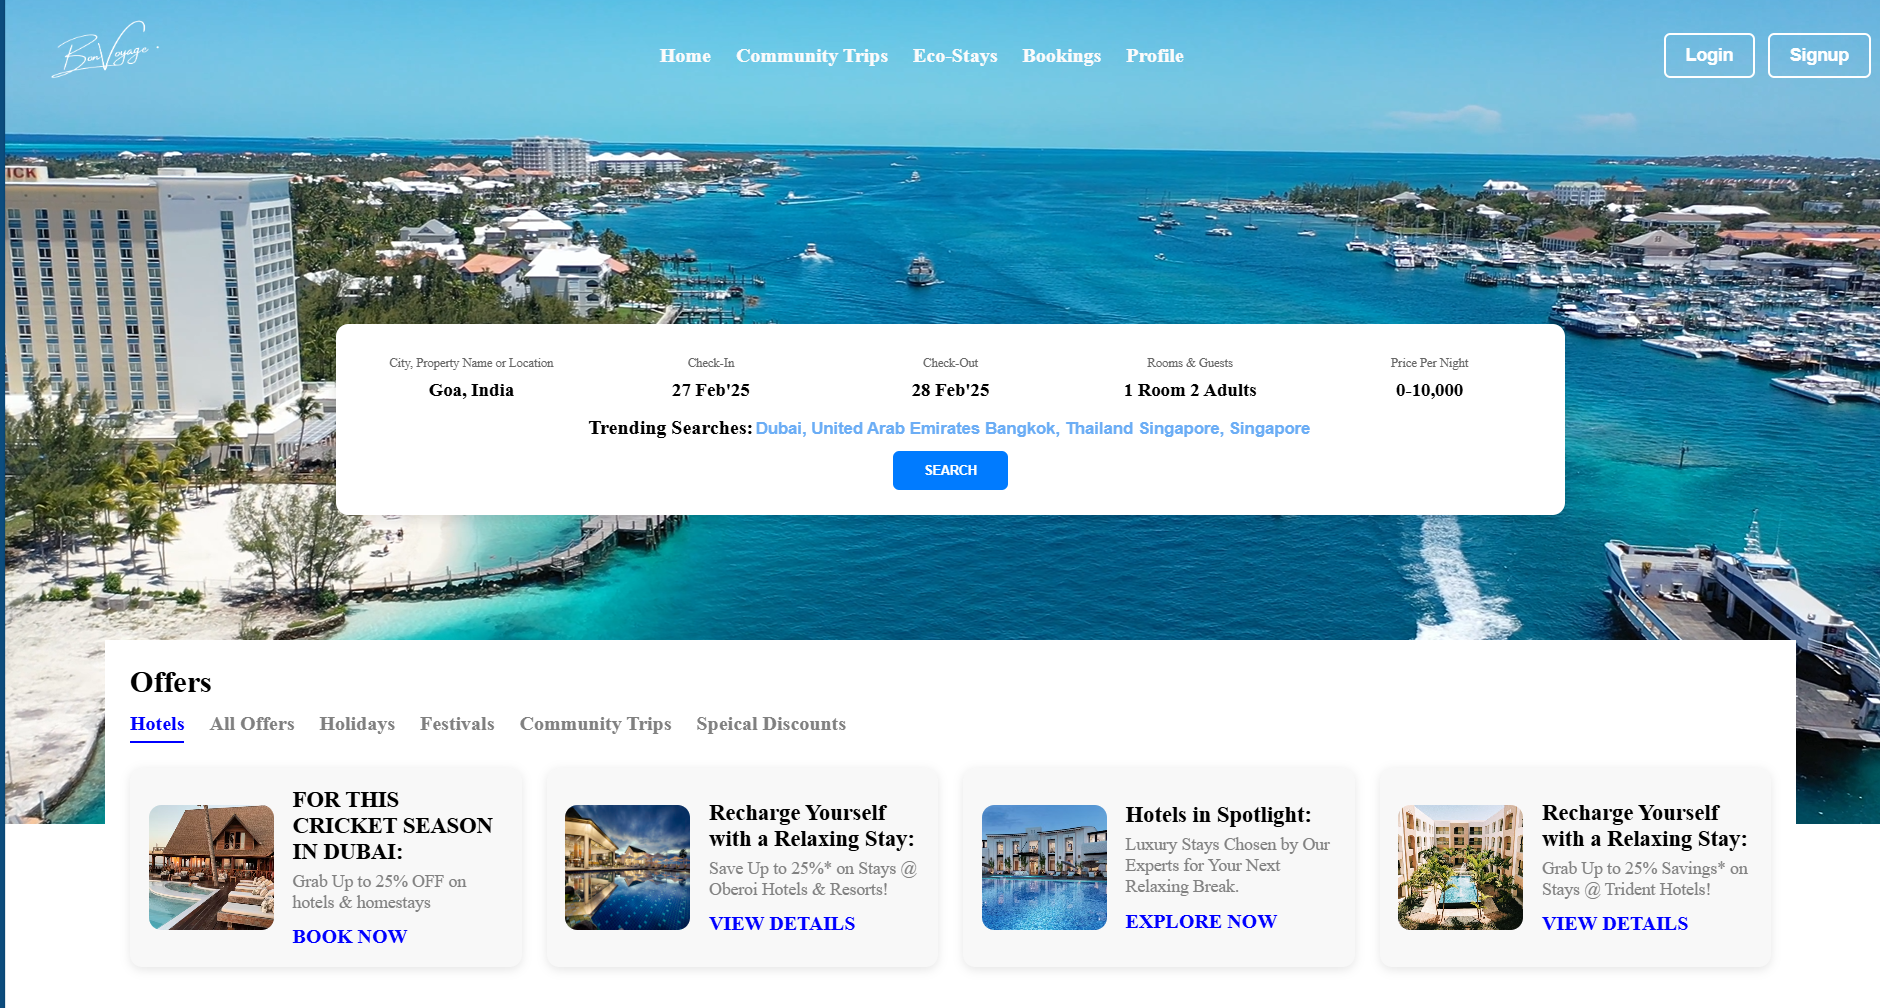 Bon Voyage.
Home Community Trips Eco-Stays Bookings Profile
Login Signup
ICK
City, Property Name or Location Check-In Check-Out Rooms & Guests Price Per Night
Goa, India 27 Feb'25 28 Feb'25 1 Room 2 Adults 0-10,000
Trending Searches: Dubai, United Arab Emirates Bangkok, Thailand Singapore, Singapore
SEARCH
Offers
Hotels All Offers Holidays Festivals Community Trips Speical Discounts
FOR THIS
CRICKET SEASON
IN DUBAI:
Grab Up to 25% OFF on
hotels & homestays
BOOK NOW
Recharge Yourself
with a Relaxing Stay:
Save Up to 25%* on Stays @
Oberoi Hotels & Resorts!
VIEW DETAILS
Hotels in Spotlight:
Luxury Stays Chosen by Our
Experts for Your Next
Relaxing Break.
EXPLORE NOW
Recharge Yourself
with a Relaxing Stay:
Grab Up to 25% Savings* on
Stays @ Trident Hotels!
VIEW DETAILS